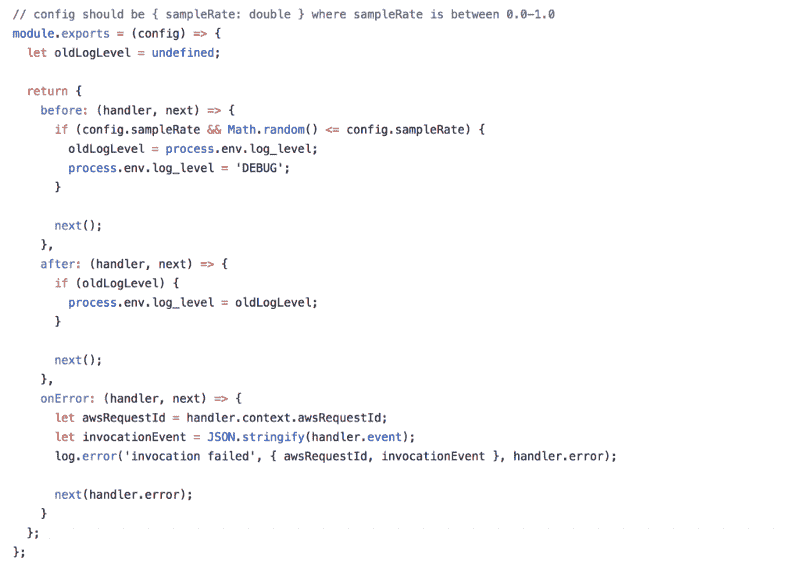 // config should be { sampleRate: double } where sampleRate is between 0.0-1.0
module.exports = (config) => {
  let oldLogLevel = undefined;

  return {
    before: (handler, next) => {
      if (config.sampleRate && Math.random() <= config.sampleRate) {
        oldLogLevel = process.env.log_level;
        process.env.log_level = 'DEBUG';
      }

      next();
    },
    after: (handler, next) => {
      if (oldLogLevel) {
        process.env.log_level = oldLogLevel;
      }

      next();
    },
    onError: (handler, next) => {
      let awsRequestId = handler.context.awsRequestId;
      let invocationEvent = JSON.stringify(handler.event);
      log.error('invocation failed', { awsRequestId, invocationEvent }, handler.error);

      next(handler.error);
    }
  };
};